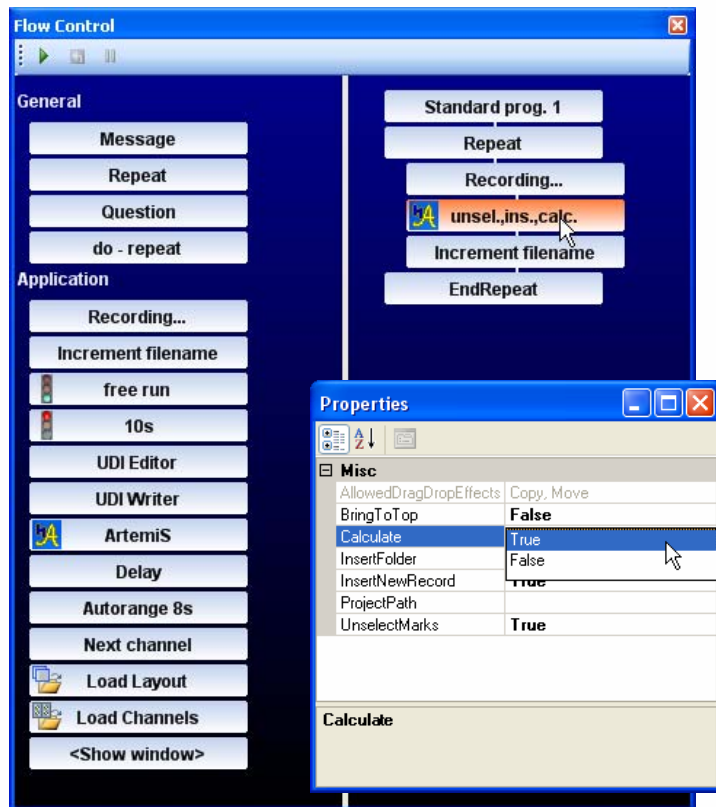 Flow Control
General
Message
Repeat
Question
do - repeat
Application
Recording...
Increment filename
free run
10s
UDI Editor
UDI Writer
ArtemiS
Delay
Autorange 8s
Next channel
Load Layout
Load Channels
<Show window>
Standard prog. 1
Repeat
Recording...
unsel.,ins.,calc.
Increment filename
EndRepeat
Properties
Misc
AllowedDragDropEffects Copy, Move
BringToTop False
Calculate True
InsertFolder False
InsertNewRecord True
ProjectPath
UnselectMarks True
Calculate